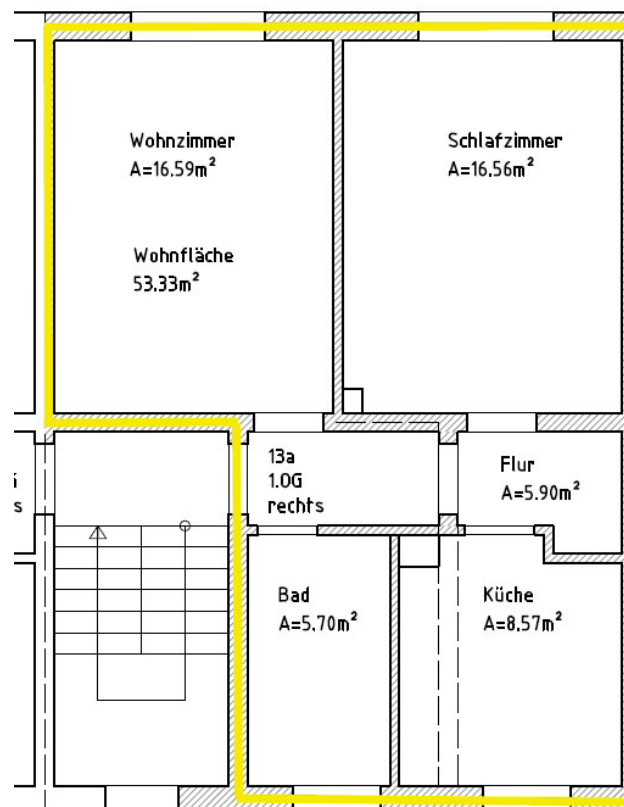 Wohnzimmer
A=16.59m²
Schlafzimmer
A=16.56m²
Wohnfläche
53.33m²
13a
1.0G
rechts
Flur
A=5.90m²
Bad
A=5.70m²
Küche
A=8.57m²